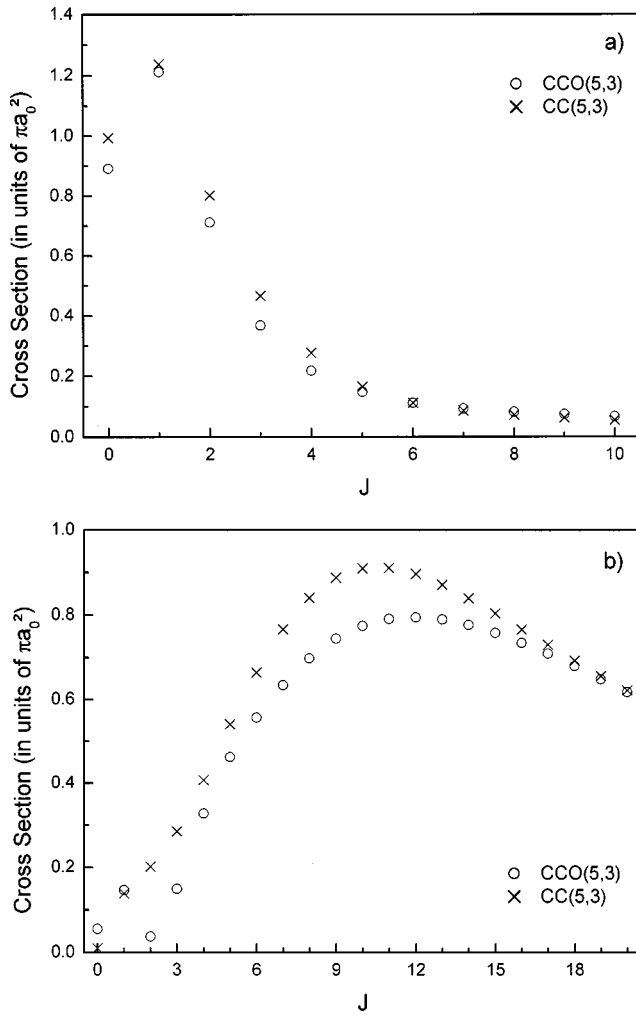 a)
CCO(5,3)
CC(5,3)
Cross Section (in units of πa₀²)
1.4
1.2
1.0
0.8
0.6
0.4
0.2
0.0
0 2 4 6 8 10
J
b)
CCO(5,3)
CC(5,3)
Cross Section (in units of πa₀²)
1.0
0.8
0.6
0.4
0.2
0.0
0 3 6 9 12 15 18
J